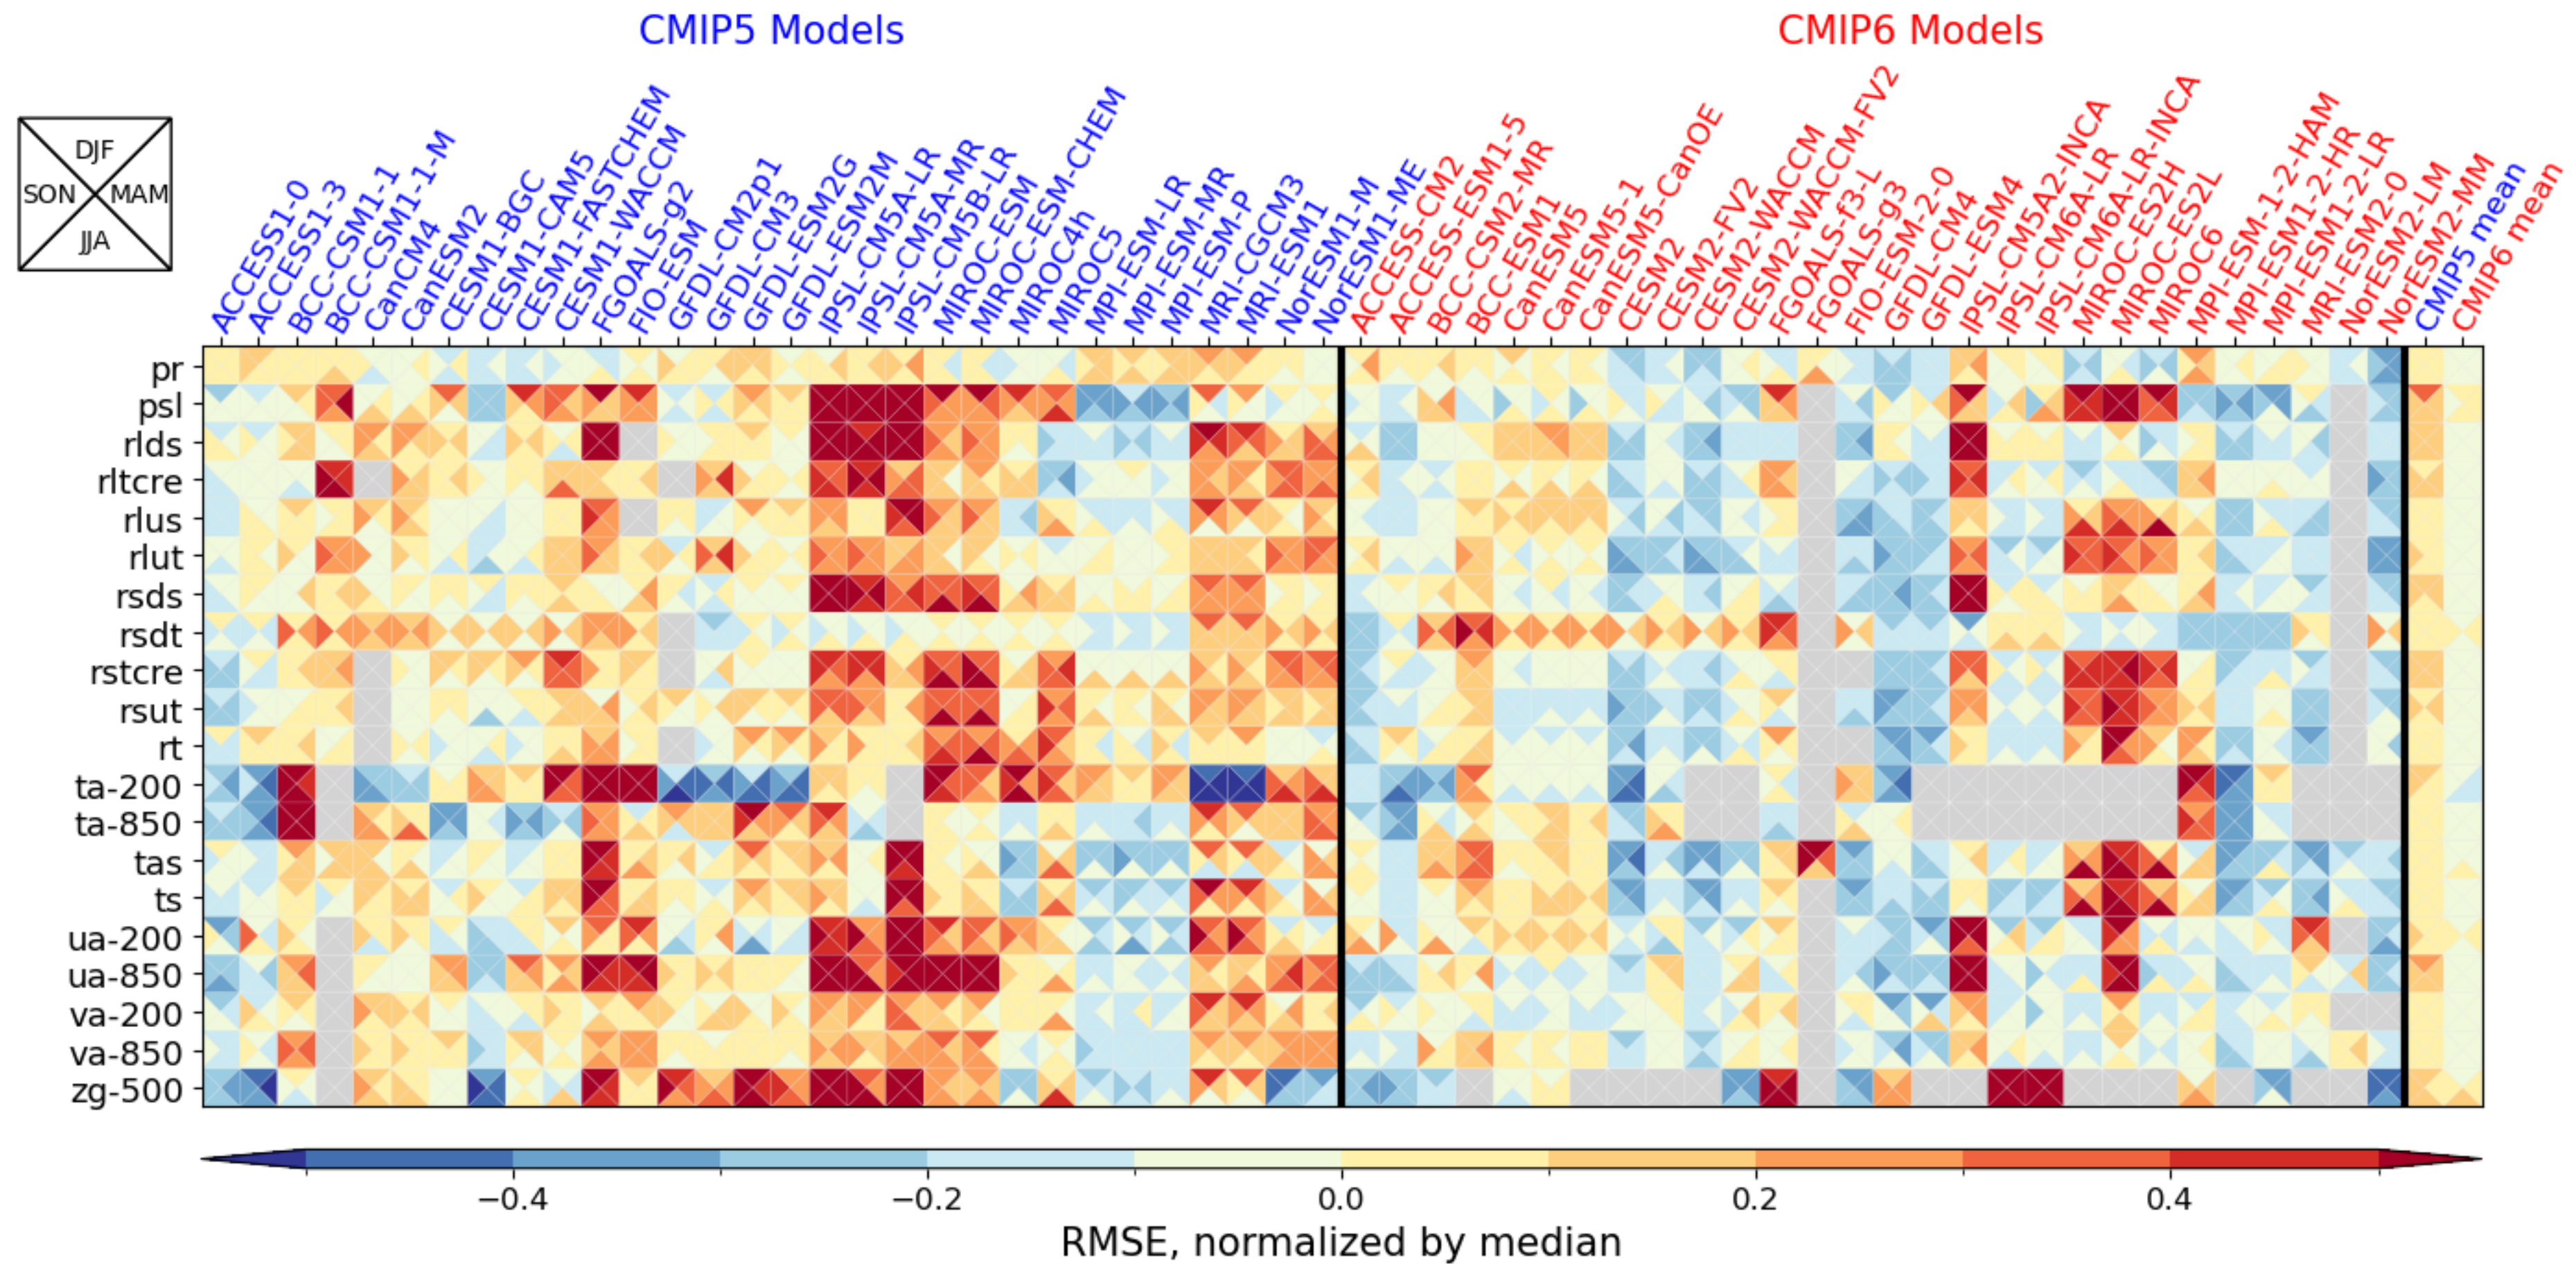 CMIP5 Models
CMIP6 Models
DJF
SON
MAM
JJA
ACCESS1-0
ACCESS1-3
BCC-CSM1-1
BCC-CSM1-1-M
CanCM4
CanESM2
CESM1-BGC
CESM1-CAM5
CESM1-FASTCHEM
CESM1-WACCM
FGOALS-g2
FIO-ESM
GFDL-CM2p1
GFDL-CM3
GFDL-ESM2G
GFDL-ESM2M
IPSL-CM5A-LR
IPSL-CM5A-MR
IPSL-CM5B-LR
MIROC-ESM
MIROC-ESM-CHEM
MIROC4h
MIROC5
MPI-ESM-LR
MPI-ESM-MR
MPI-ESM-P
MRI-CGCM3
MRI-ESM1
NorESM1-M
NorESM1-ME
ACCESS-CM2
ACCESS-ESM1-5
BCC-CSM2-MR
BCC-ESM1
CanESM5
CanESM5-1
CanESM5-CanOE
CESM2
CESM2-FV2
CESM2-WACCM
CESM2-WACCM-FV2
FGOALS-f3-L
FGOALS-g3
FIO-ESM-2-0
GFDL-CM4
GFDL-ESM4
IPSL-CM5A2-INCA
IPSL-CM6A-LR
IPSL-CM6A-LR-INCA
MIROC-ES2H
MIROC-ES2L
MIROC6
MPI-ESM-1-2-HAM
MPI-ESM1-2-HR
MPI-ESM1-2-LR
MRI-ESM2-0
NorESM2-LM
NorESM2-MM
CMIP5 mean
CMIP6 mean
pr
psl
rlds
rltcre
rlus
rlut
rsds
rsdt
rstcre
rsut
rt
ta-200
ta-850
tas
ts
ua-200
ua-850
va-200
va-850
zg-500
−0.4
−0.2
0.0
0.2
0.4
RMSE, normalized by median